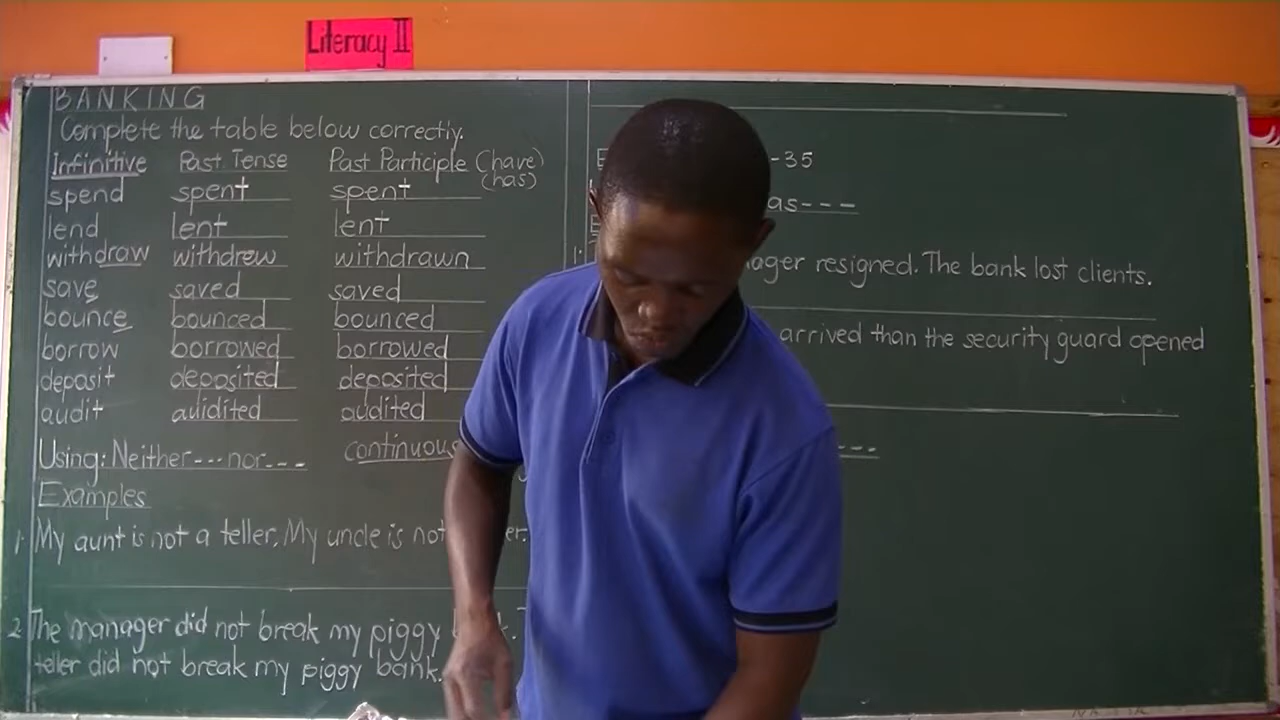 Literacy II
BANKING
Complete the table below correctly.
Infinitive Past Tense Past Participle (have)
(has)
spend spent spent
lend lent lent
withdraw withdrew withdrawn
save saved saved
bounce bounced bounced
borrow borrowed borrowed
deposit deposited deposited
audit audited audited
Using: Neither---nor--- continuous
Examples
1. My aunt is not a teller. My uncle is not
2 The manager did not break my piggy
teller did not break my piggy bank.
-35
as---
resigned. The bank lost clients.
arrived than the security guard opened
---